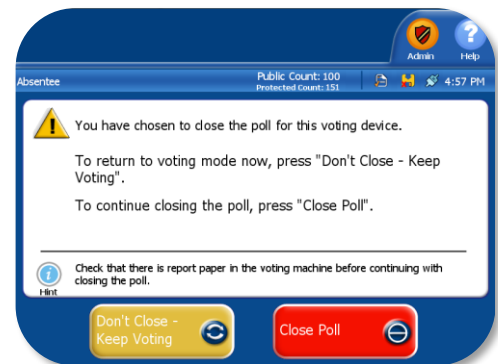 Admin
Help
Absentee
Public Count: 100
Protected Count: 151
4:57 PM
You have chosen to close the poll for this voting device.
To return to voting mode now, press "Don't Close - Keep
Voting".
To continue closing the poll, press "Close Poll".
Hint
Check that there is report paper in the voting machine before continuing with
closing the poll.
Don't Close -
Keep Voting
Close Poll